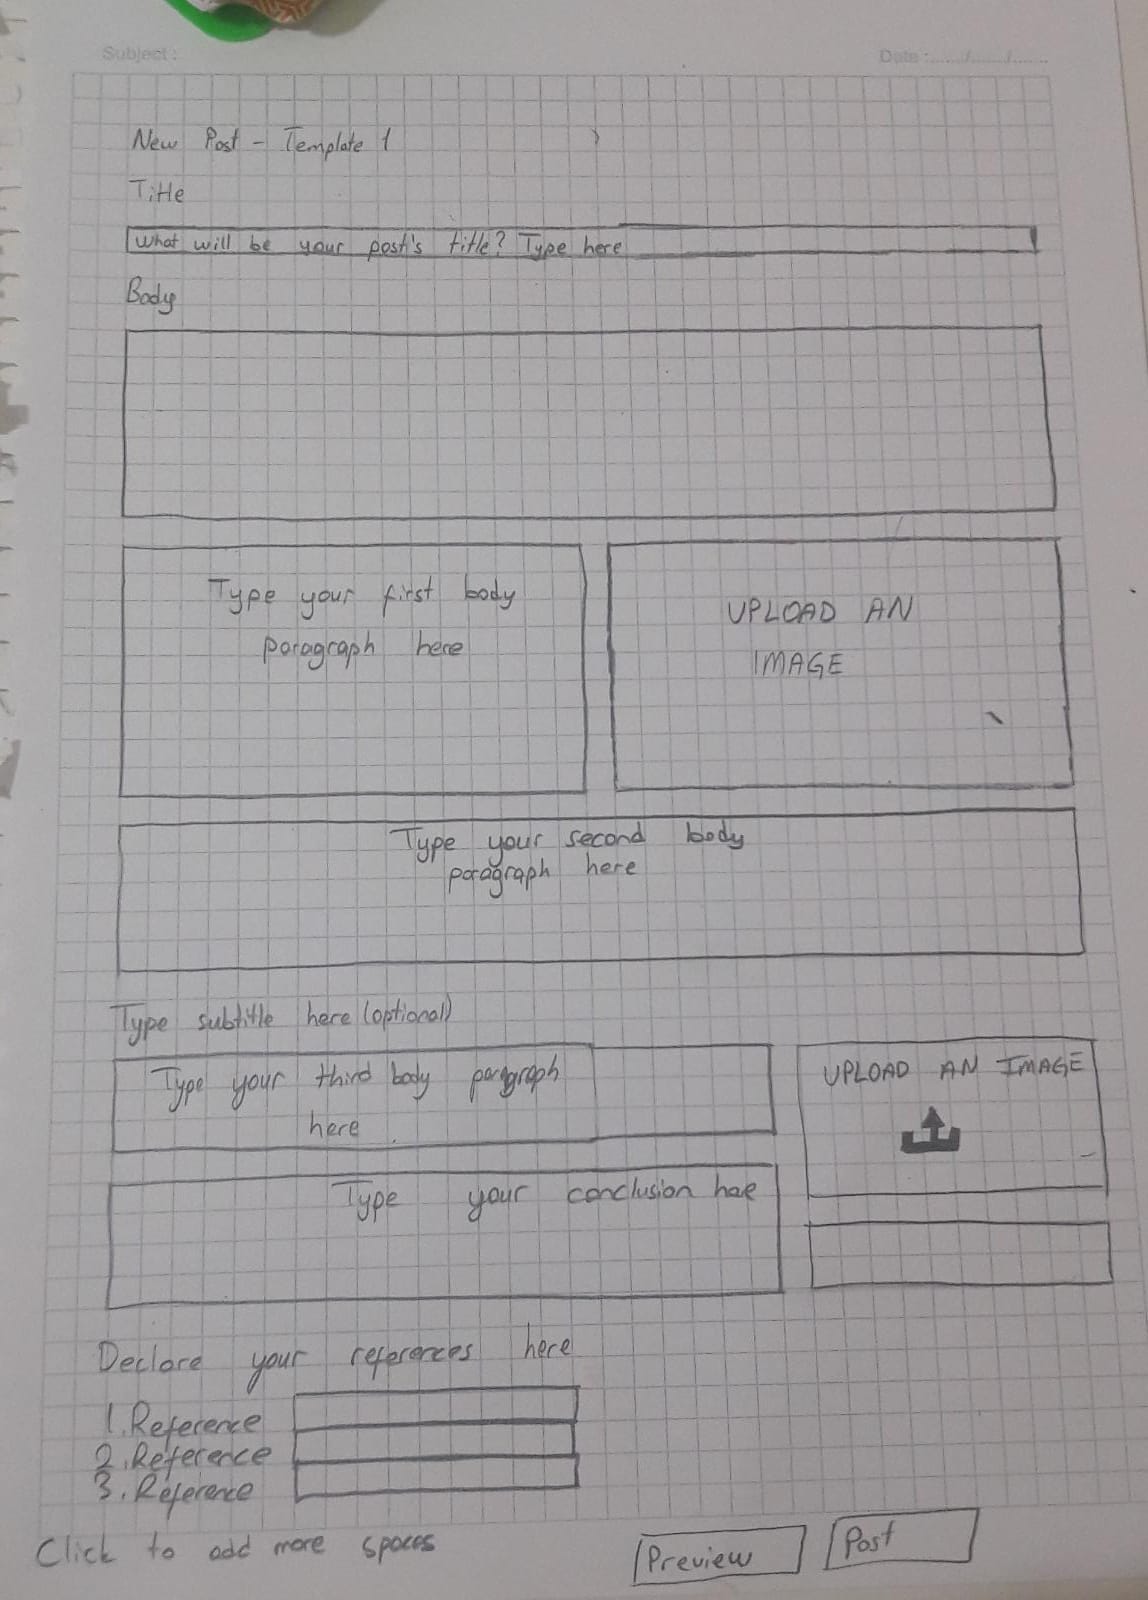 Subject :
Date :....../....../......
New Post - Template 1
Title
What will be your post's title? Type here
Body
Type your first body
paragraph here
UPLOAD AN
IMAGE
Type your second body
paragraph here
Type subtitle here (optional)
Type your third body paragraph
here
UPLOAD AN IMAGE
Type your conclusion here
Declare your references here
1. Reference
2. Reference
3. Reference
Click to add more spaces
Preview
Post